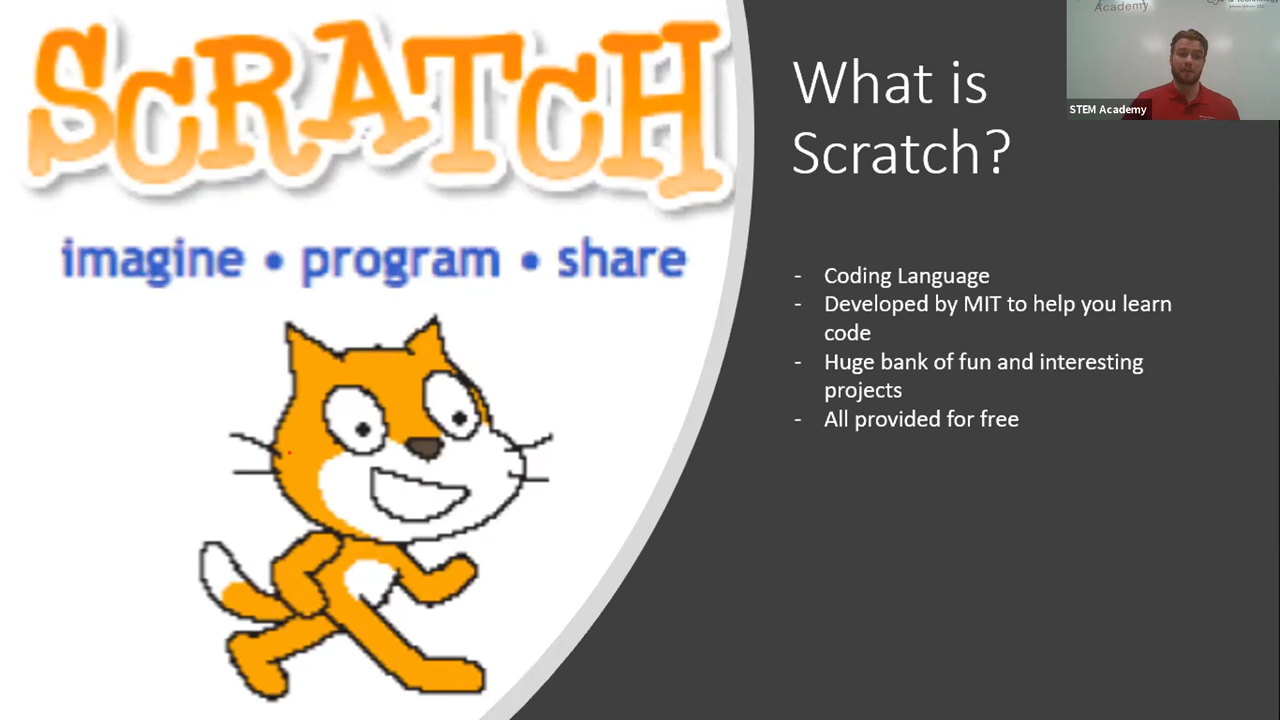 SCRATCH
imagine • program • share
What is
Scratch?
- Coding Language
- Developed by MIT to help you learn
code
- Huge bank of fun and interesting
projects
- All provided for free
Academy
STEM Academy